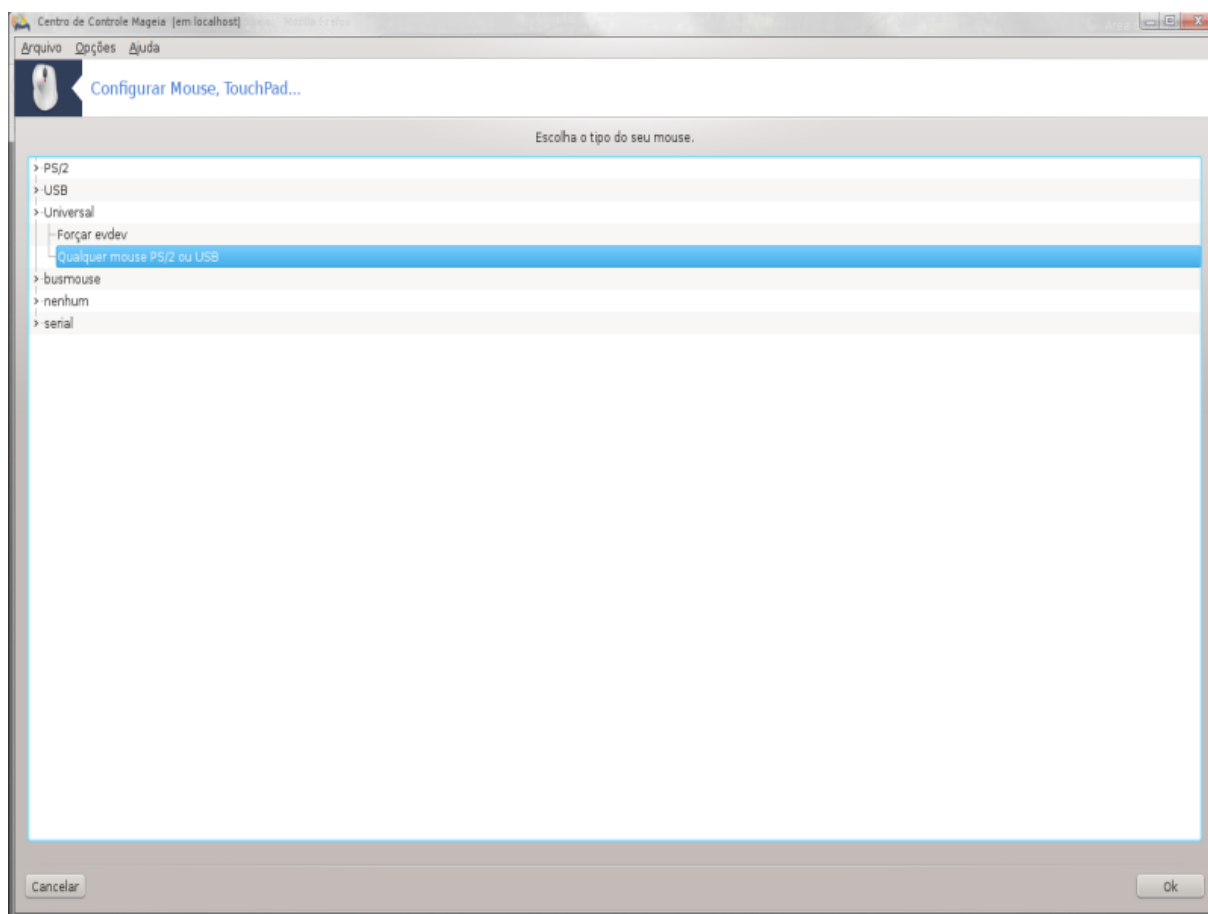 Centro de Controle Mageia [em localhost]
Arquivo Opções Ajuda
Configurar Mouse, TouchPad...
Escolha o tipo do seu mouse.
PS/2
USB
Universal
Forçar evdev
Qualquer mouse PS/2 ou USB
busmouse
nenhum
serial
Cancelar
Ok